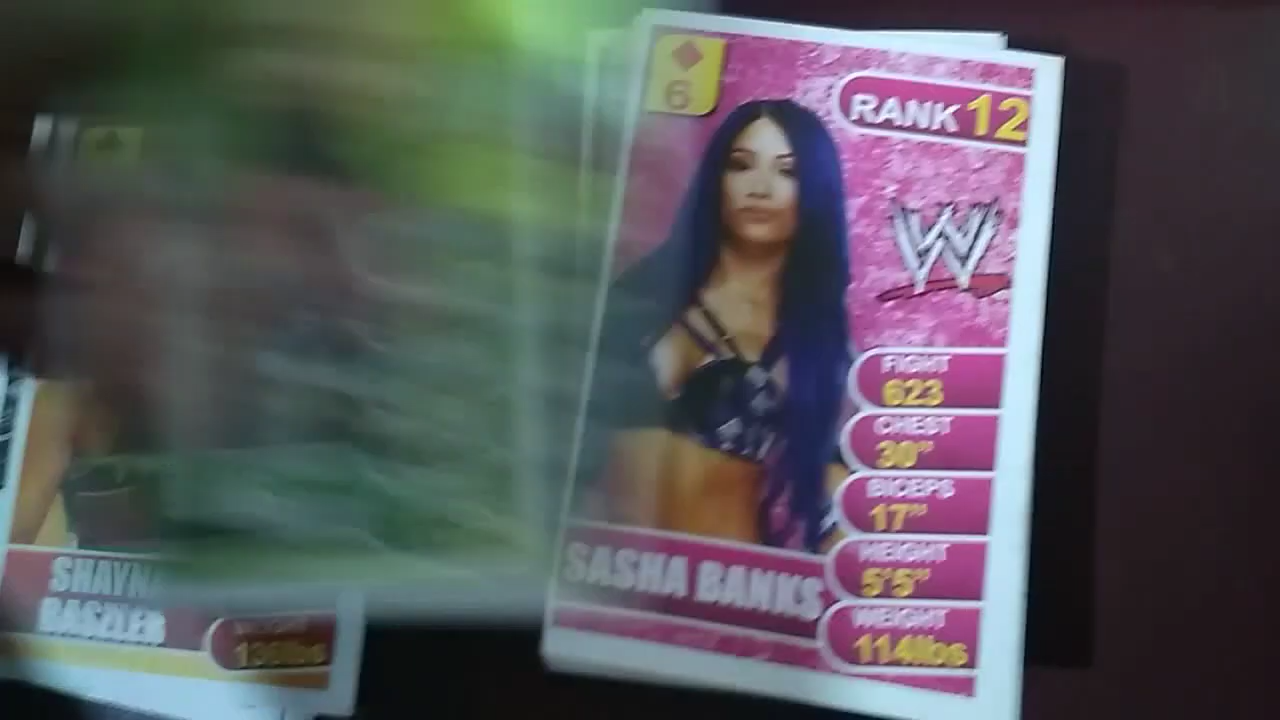 6
RANK 12
W
FIGHT
623
CHEST
30"
BICEPS
17"
HEIGHT
5'5"
WEIGHT
114lbs
SASHA BANKS
SHAYNA
BASZLER